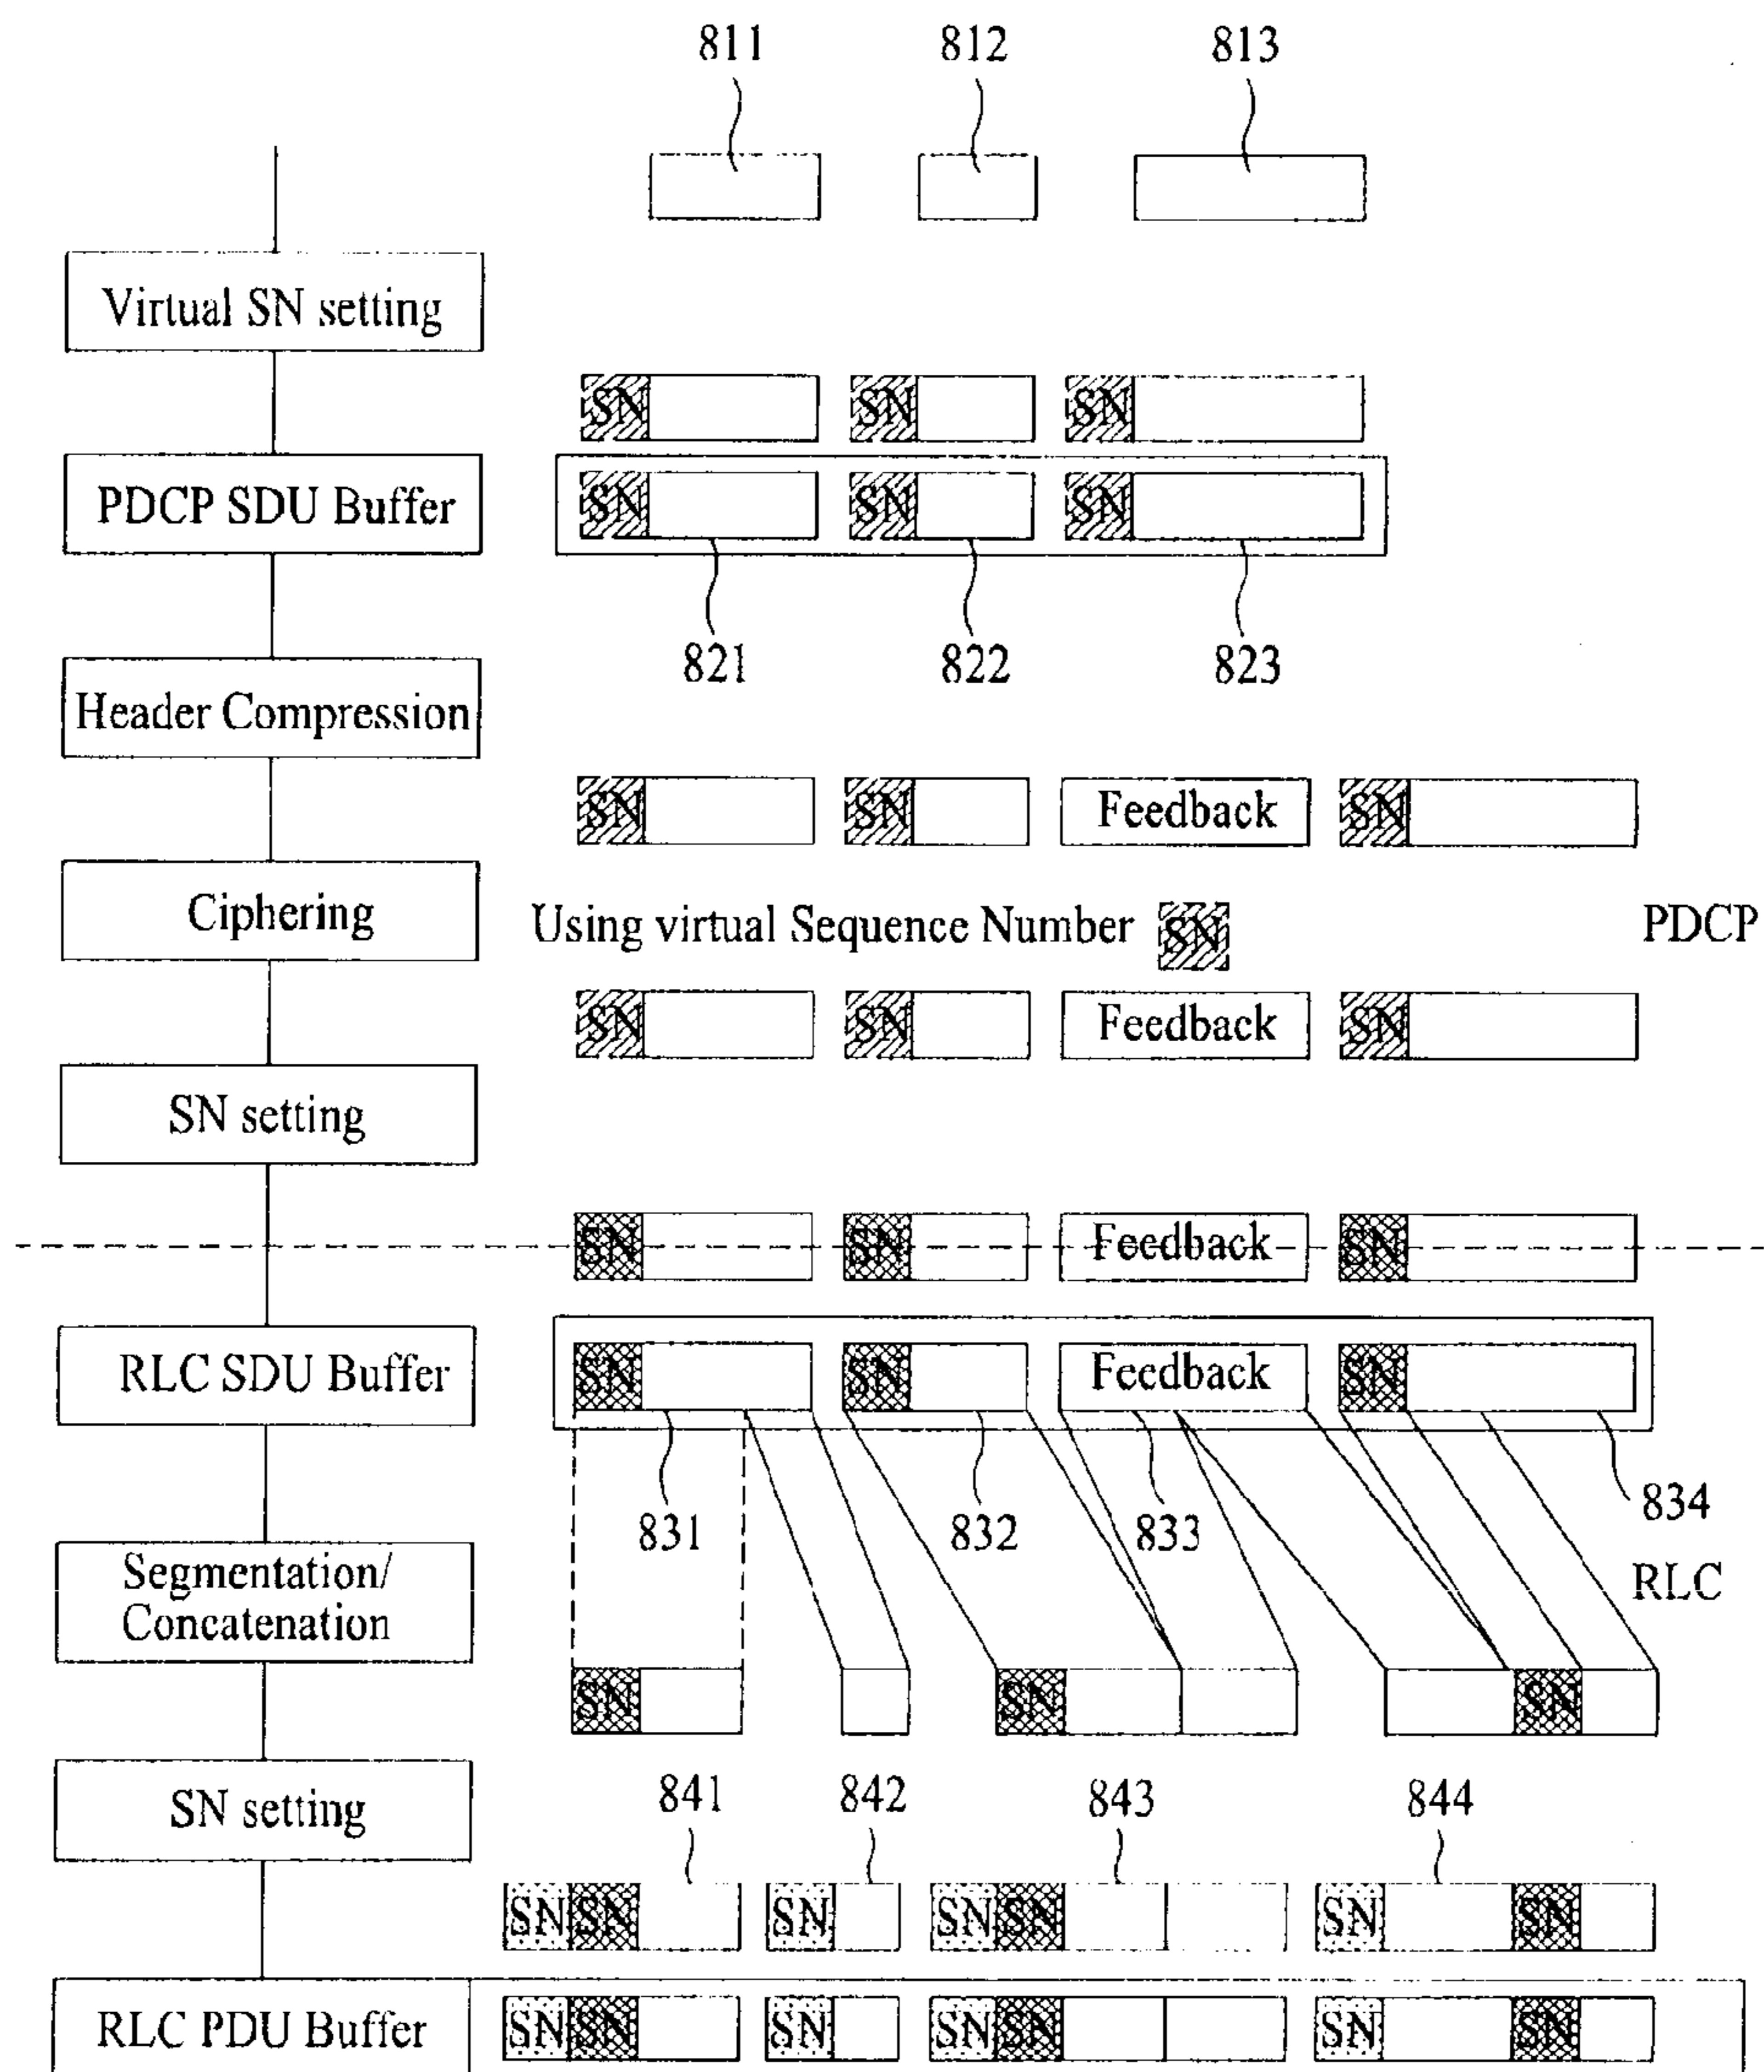 811 812 813
Virtual SN setting
SN SN SN
PDCP SDU Buffer SN SN SN
821 822 823
Header Compression
SN SN Feedback SN
Ciphering Using virtual Sequence Number SN PDCP
SN SN Feedback SN
SN setting
SN SN Feedback SN
RLC SDU Buffer SN SN Feedback SN
831 832 833 834
Segmentation/
Concatenation
RLC
SN SN SN
SN setting
841 842 843 844
SN SN SN SN SN SN SN
RLC PDU Buffer SN SN SN SN SN SN SN